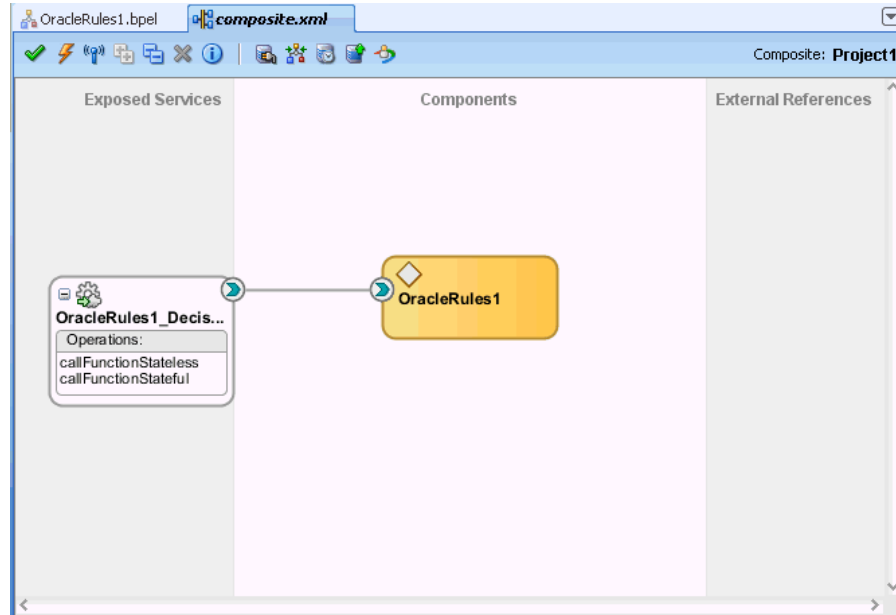 OracleRules1.bpel
composite.xml
Composite: Project1
Exposed Services
Components
External References
OracleRules1_Decis...
Operations:
callFunctionStateless
callFunctionStateful
OracleRules1